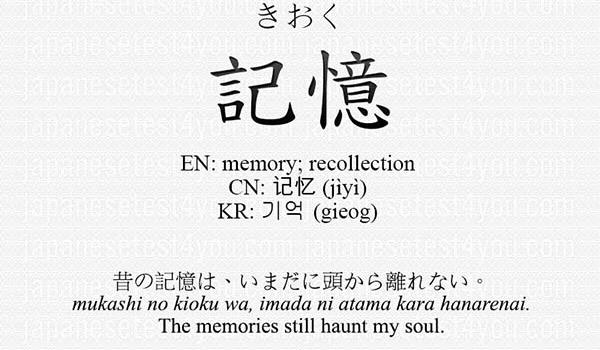 きおく
記憶
EN: memory; recollection
CN: 记忆 (jìyì)
KR: 기억 (gieog)
昔の記憶は、いまだに頭から離れない。
mukashi no kioku wa, imada ni atama kara hanarenai.
The memories still haunt my soul.